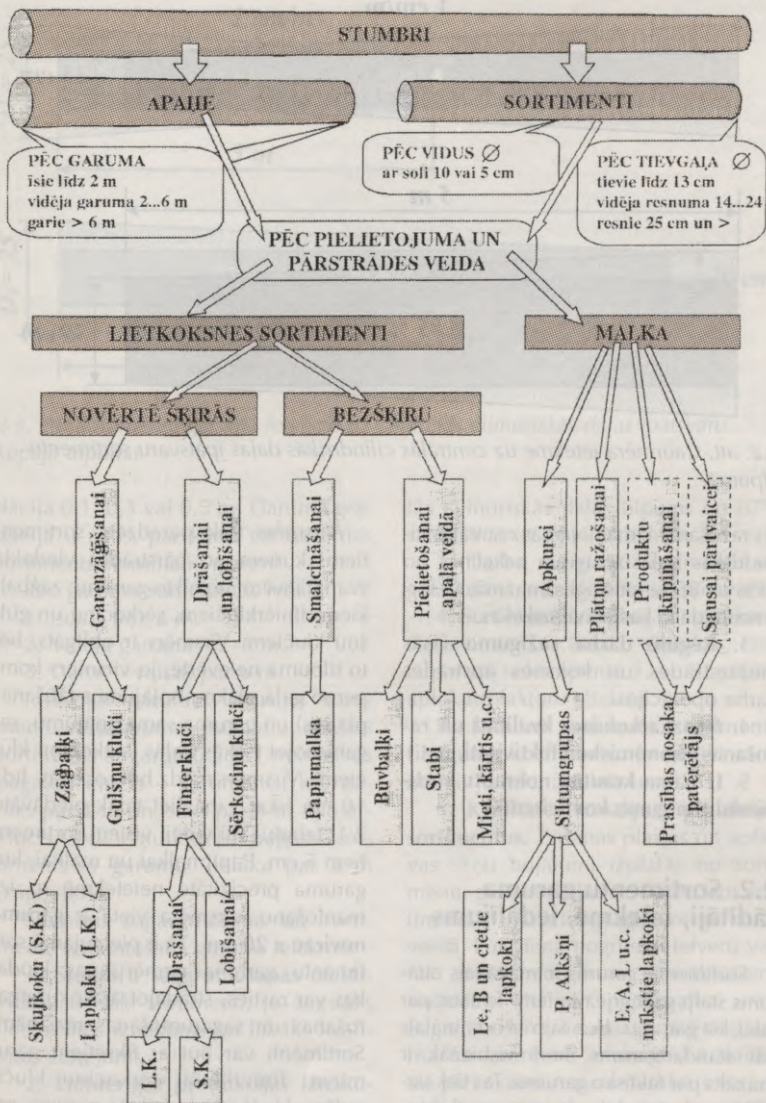 STUMBRI
APAĻIE
SORTIMENTI
PĒC GARUMA
īsie līdz 2 m
vidēja garuma 2...6 m
garie > 6 m
PĒC VIDUS Ø
ar soli 10 vai 5 cm
PĒC TIEVGAĻA Ø
tievie līdz 13 cm
vidēja resnuma 14...24
resnie 25 cm un >
PĒC PIELIETOJUMA UN
PĀRSTRĀDES VEIDA
LIETKOKSNES SORTIMENTI
MALKA
NOVĒRTĒ ŠĶIRĀS
BEZŠĶIRU
Garenzāģēšanai
Drāšanai
un lobīšanai
Smalcināšanai
Pielietošanai
apaļā veidā
Apkurei
Plātņu ražošanai
Produktu
kūpināšanai
Sausai pārtvaicei
Zāģbaļķi
Gulšņu kluči
Finierkluči
Sērkociņkluči
Papīrmalka
Būvbaļķi
Stabi
Mieti, kārtis u.c.
Siltumgrupas
Prasības nosaka
patērētājs
Skujkoku (S.K.)
Lapkoku (L.K.)
Drāšanai
Lobīšanai
I.e, B un cietie
lapkoki
P, Alkšņi
E, A, L u.c.
mīkstie lapkoki
L.K.
S.K.